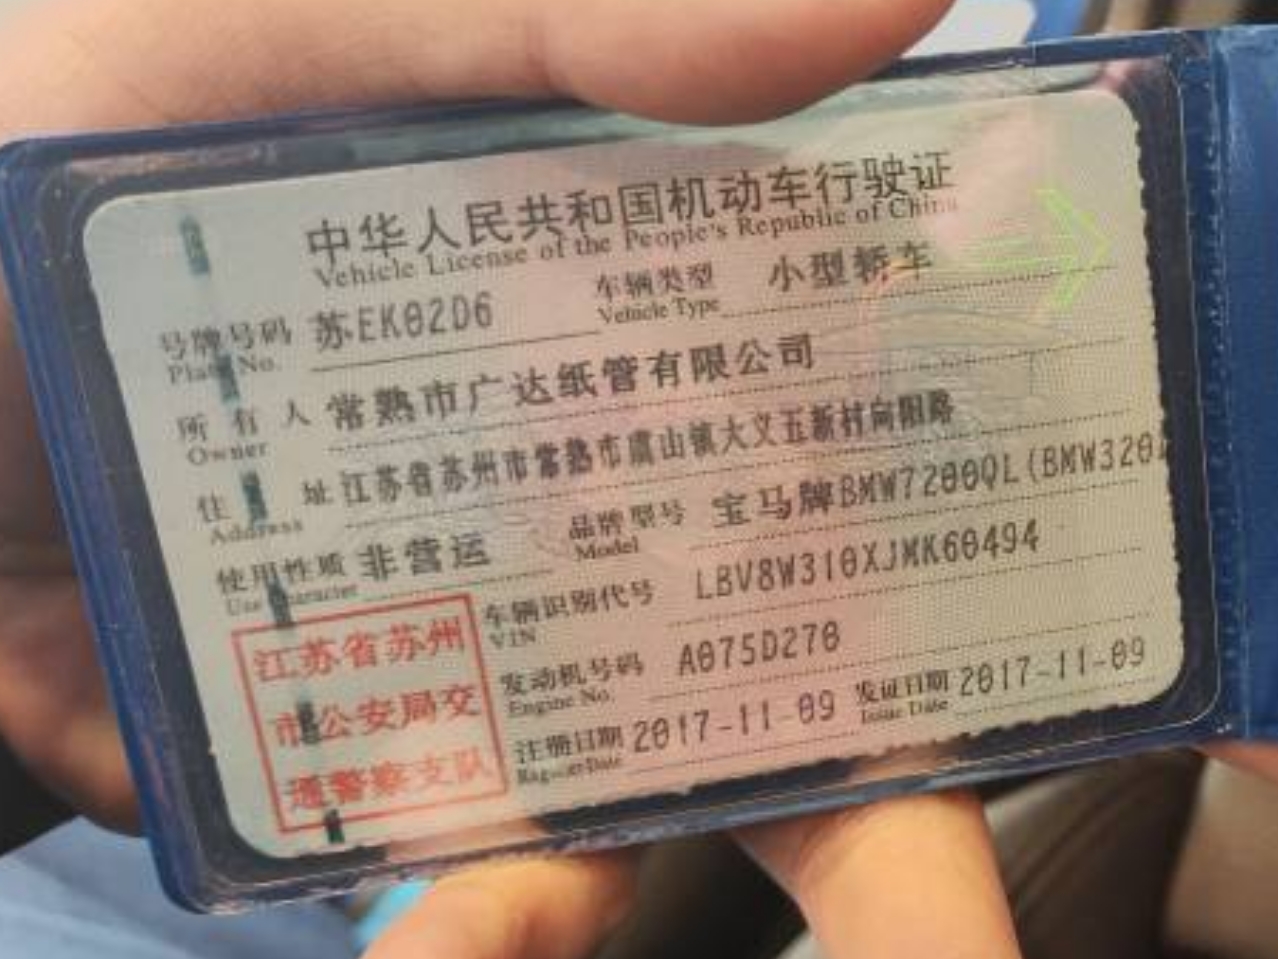 中华人民共和国机动车行驶证
Vehicle License of the People's Republic of China
号牌号码 苏EK02D6 车辆类型 小型轿车
Plate No. Vehicle Type
所有人 常熟市广达纸管有限公司
Owner
住址 江苏省苏州市常熟市虞山镇大义五新村向阳路
Address
使用性质 非营运 品牌型号 宝马牌BMW7200QL(BMW320
Use Character Model
车辆识别代号 LBV8W310XJMK60494
VIN
发动机号码 A075D270
Engine No.
注册日期 2017-11-09 发证日期 2017-11-09
Register Date Issue Date
江苏省苏州
市公安局交
通警察支队